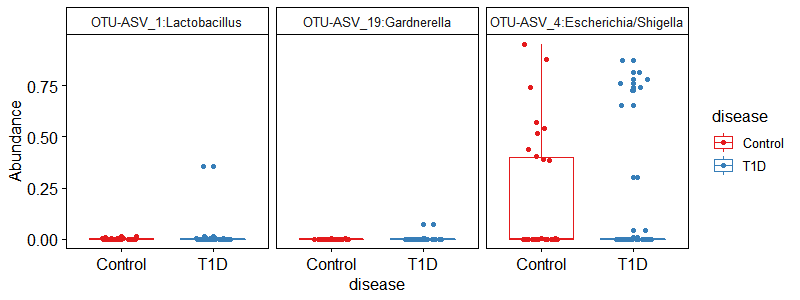 OTU-ASV_1:Lactobacillus
OTU-ASV_19:Gardnerella
OTU-ASV_4:Escherichia/Shigella
Abundance
0.75
0.50
0.25
0.00
Control
T1D
Control
T1D
Control
T1D
disease
disease
Control
T1D